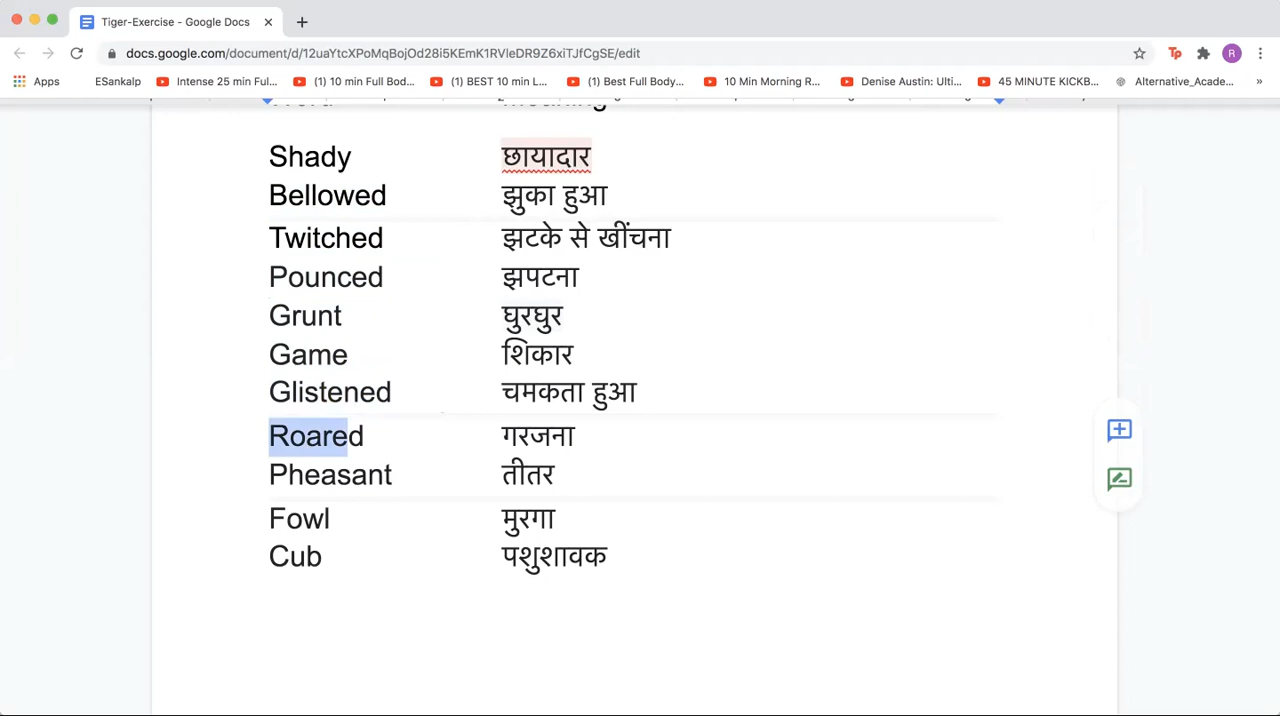 Tiger-Exercise - Google Docs
docs.google.com/document/d/12uaYtcXPoMqBojOd28i5KEmK1RVleDR9Z6xiTJfCgSE/edit
R
Apps ESankalp Intense 25 min Ful... (1) 10 min Full Bod... (1) BEST 10 min L... (1) Best Full Body... 10 Min Morning R... Denise Austin: Ulti... 45 MINUTE KICKB... Alternative_Acade... »
Shady छायादार
Bellowed झुका हुआ
Twitched झटके से खींचना
Pounced झपटना
Grunt घुरघुर
Game शिकार
Glistened चमकता हुआ
Roared गरजना
Pheasant तीतर
Fowl मुरगा
Cub पशुशावक